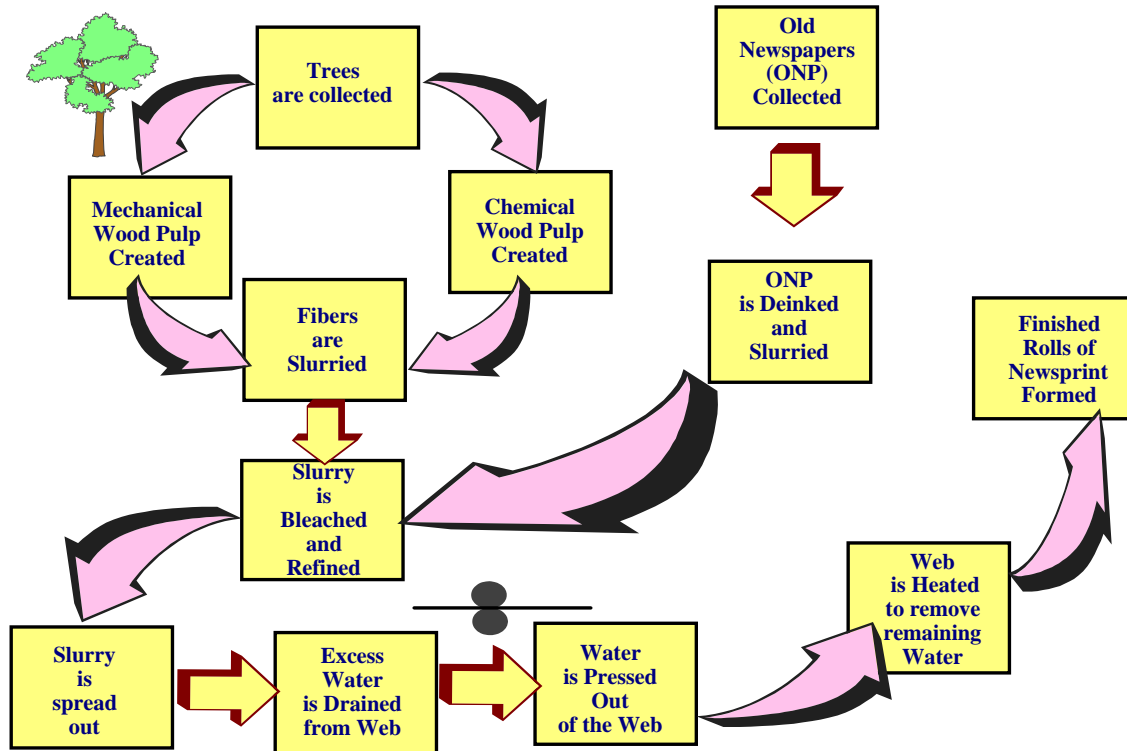 Trees
are collected
Old
Newspapers
(ONP)
Collected
Mechanical
Wood Pulp
Created
Chemical
Wood Pulp
Created
ONP
is Deinked
and
Slurried
Fibers
are
Slurried
Finished
Rolls of
Newsprint
Formed
Slurry
is
Bleached
and
Refined
Slurry
is
spread
out
Excess
Water
is Drained
from Web
Water
is Pressed
Out
of the Web
Web
is Heated
to remove
remaining
Water